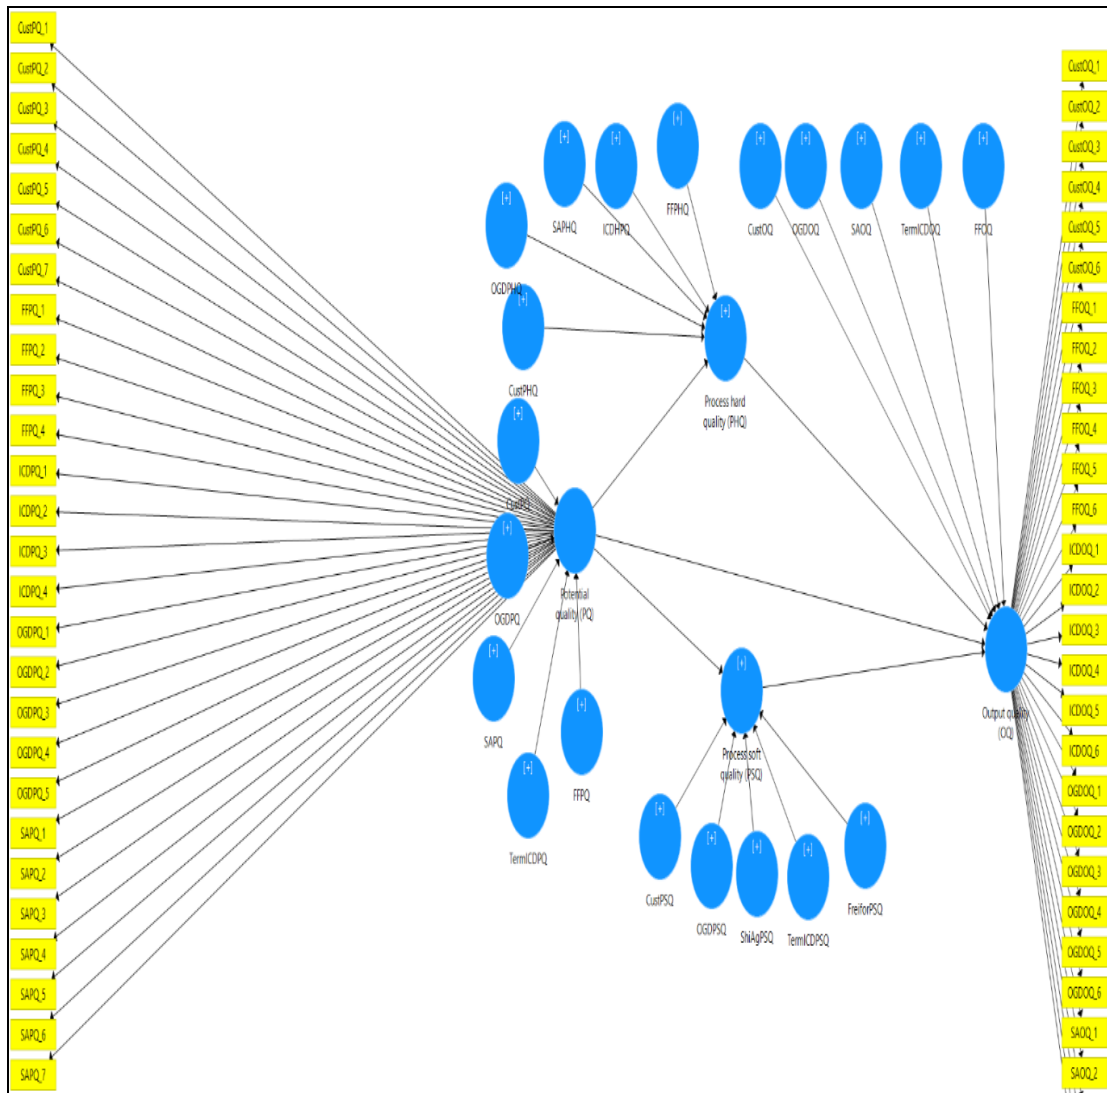 CustPQ_1
CustPQ_2
CustPQ_3
CustPQ_4
CustPQ_5
CustPQ_6
CustPQ_7
FFPQ_1
FFPQ_2
FFPQ_3
FFPQ_4
ICDPQ_1
ICDPQ_2
ICDPQ_3
ICDPQ_4
OGDPQ_1
OGDPQ_2
OGDPQ_3
OGDPQ_4
OGDPQ_5
SAPQ_1
SAPQ_2
SAPQ_3
SAPQ_4
SAPQ_5
SAPQ_6
SAPQ_7
[+]
SAPHQ
[+]
ICDHPQ
[+]
FFPHQ
[+]
OGDPHQ
[+]
CustPHQ
[+]
Process hard
quality (PHQ)
[+]
CustOQ
[+]
OGDOQ
[+]
SAOQ
[+]
TermICDOQ
[+]
FFOQ
[+]
CustPQ
[+]
OGDPQ
[+]
Potential
quality (PQ)
[+]
SAPQ
[+]
TermICDPQ
[+]
FFPQ
[+]
Process soft
quality (PSQ)
[+]
CustPSQ
[+]
OGDPSQ
[+]
ShiAgPSQ
[+]
TermICDPSQ
[+]
FreiforPSQ
[+]
Output quality
(OQ)
CustOQ_1
CustOQ_2
CustOQ_3
CustOQ_4
CustOQ_5
CustOQ_6
FFOQ_1
FFOQ_2
FFOQ_3
FFOQ_4
FFOQ_5
FFOQ_6
ICDOQ_1
ICDOQ_2
ICDOQ_3
ICDOQ_4
ICDOQ_5
ICDOQ_6
OGDOQ_1
OGDOQ_2
OGDOQ_3
OGDOQ_4
OGDOQ_5
OGDOQ_6
SAOQ_1
SAOQ_2